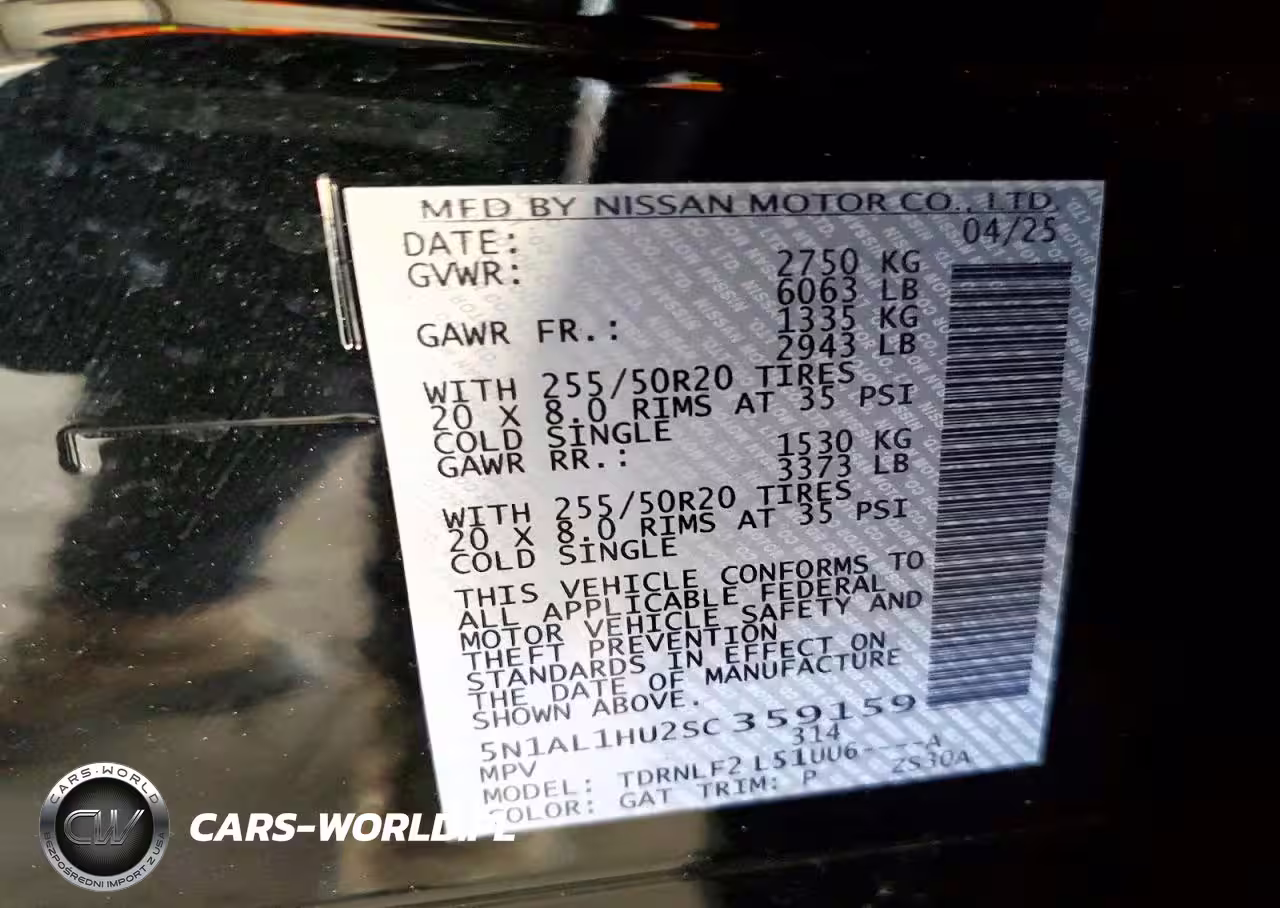 MFD BY NISSAN MOTOR CO., LTD.
DATE: 04/25
GVWR: 2750 KG
6063 LB
GAWR FR.: 1335 KG
2943 LB
WITH 255/50R20 TIRES
20 X 8.0 RIMS AT 35 PSI
COLD SINGLE
GAWR RR.: 1530 KG
3373 LB
WITH 255/50R20 TIRES
20 X 8.0 RIMS AT 35 PSI
COLD SINGLE
THIS VEHICLE CONFORMS TO
ALL APPLICABLE FEDERAL
MOTOR VEHICLE SAFETY AND
THEFT PREVENTION
STANDARDS IN EFFECT ON
THE DATE OF MANUFACTURE
SHOWN ABOVE.
5N1AL1HU2SC359159
MPV 314
MODEL: TDRNLF2 L51UU6----A
COLOR: GAT TRIM: P ZS30A
CARS-WORLD
CW
BEZPOŚREDNI IMPORT Z USA
CARS-WORLD.PL